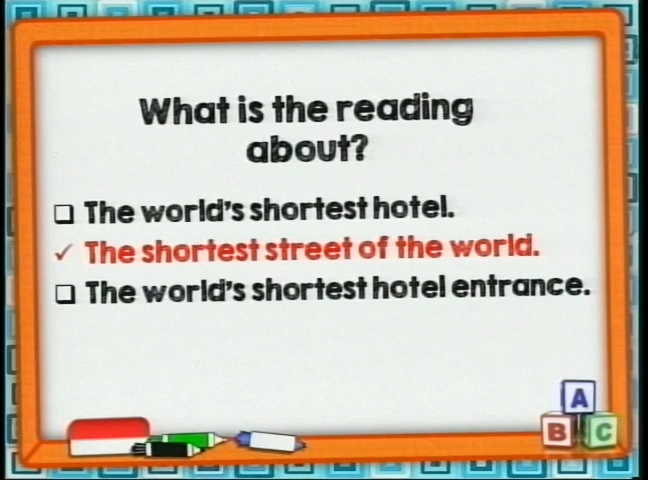 What is the reading
about?
❑ The world's shortest hotel.
✓ The shortest street of the world.
❑ The world's shortest hotel entrance.
A
B C